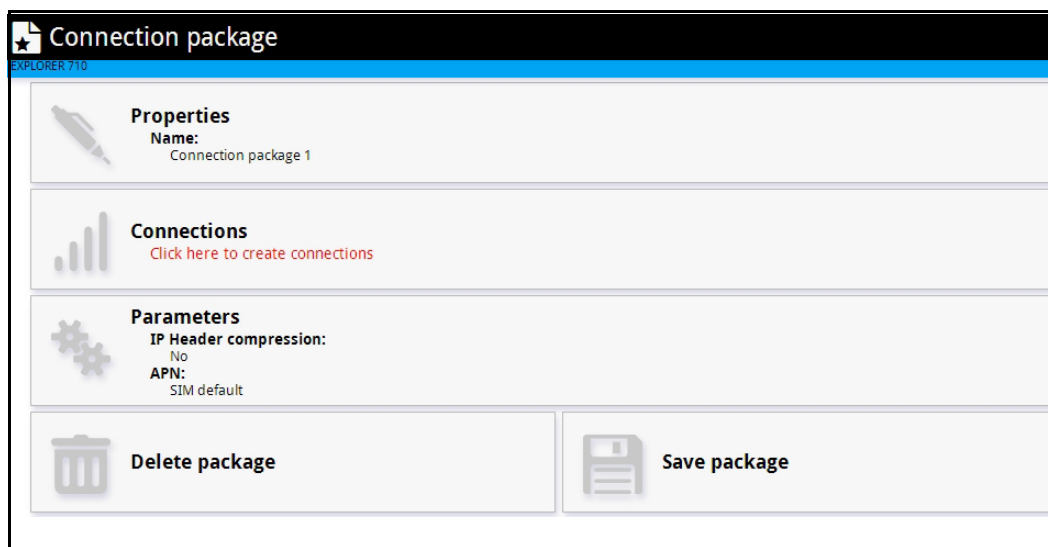 Connection package
EXPLORER 710
Properties
Name:
Connection package 1
Connections
Click here to create connections
Parameters
IP Header compression:
No
APN:
SIM default
Delete package
Save package